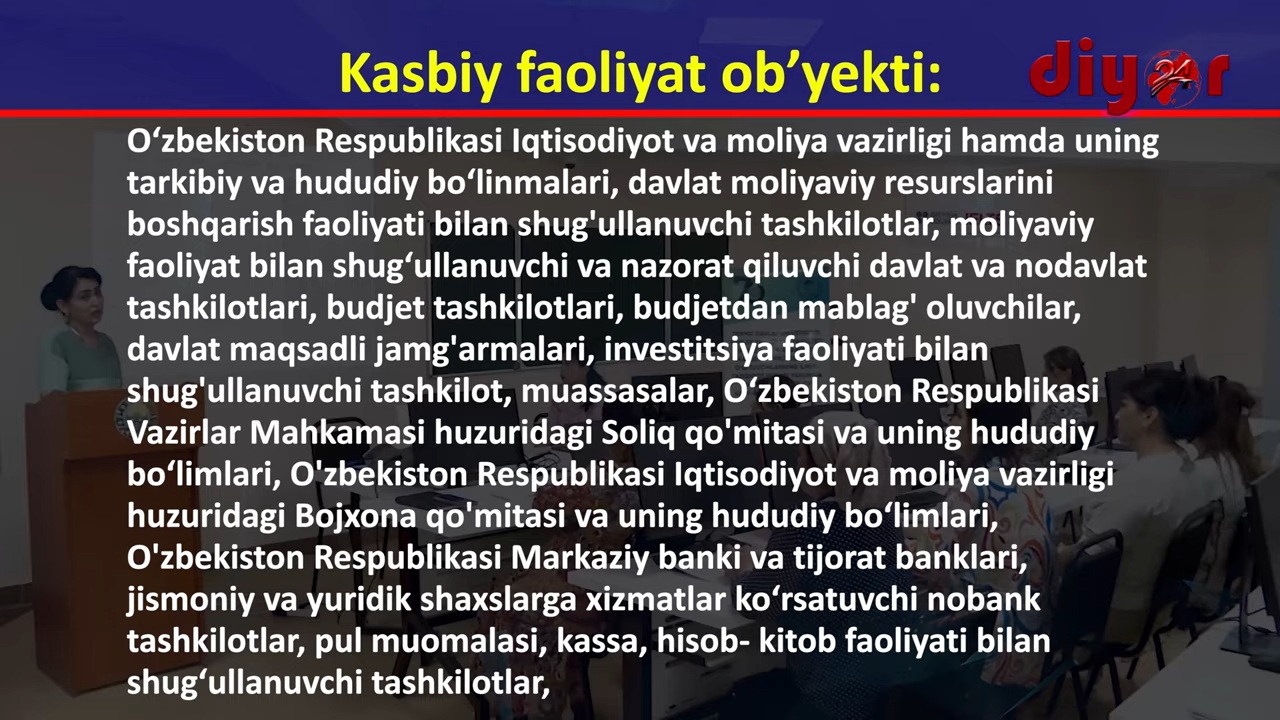 Kasbiy faoliyat ob’yekti:
diyor 24
O‘zbekiston Respublikasi Iqtisodiyot va moliya vazirligi hamda uning
tarkibiy va hududiy bo‘linmalari, davlat moliyaviy resurslarini
boshqarish faoliyati bilan shug'ullanuvchi tashkilotlar, moliyaviy
faoliyat bilan shug‘ullanuvchi va nazorat qiluvchi davlat va nodavlat
tashkilotlari, budjet tashkilotlari, budjetdan mablag' oluvchilar,
davlat maqsadli jamg'armalari, investitsiya faoliyati bilan
shug'ullanuvchi tashkilot, muassasalar, O‘zbekiston Respublikasi
Vazirlar Mahkamasi huzuridagi Soliq qo'mitasi va uning hududiy
bo‘limlari, O'zbekiston Respublikasi Iqtisodiyot va moliya vazirligi
huzuridagi Bojxona qo'mitasi va uning hududiy bo‘limlari,
O'zbekiston Respublikasi Markaziy banki va tijorat banklari,
jismoniy va yuridik shaxslarga xizmatlar ko‘rsatuvchi nobank
tashkilotlar, pul muomalasi, kassa, hisob- kitob faoliyati bilan
shug‘ullanuvchi tashkilotlar,